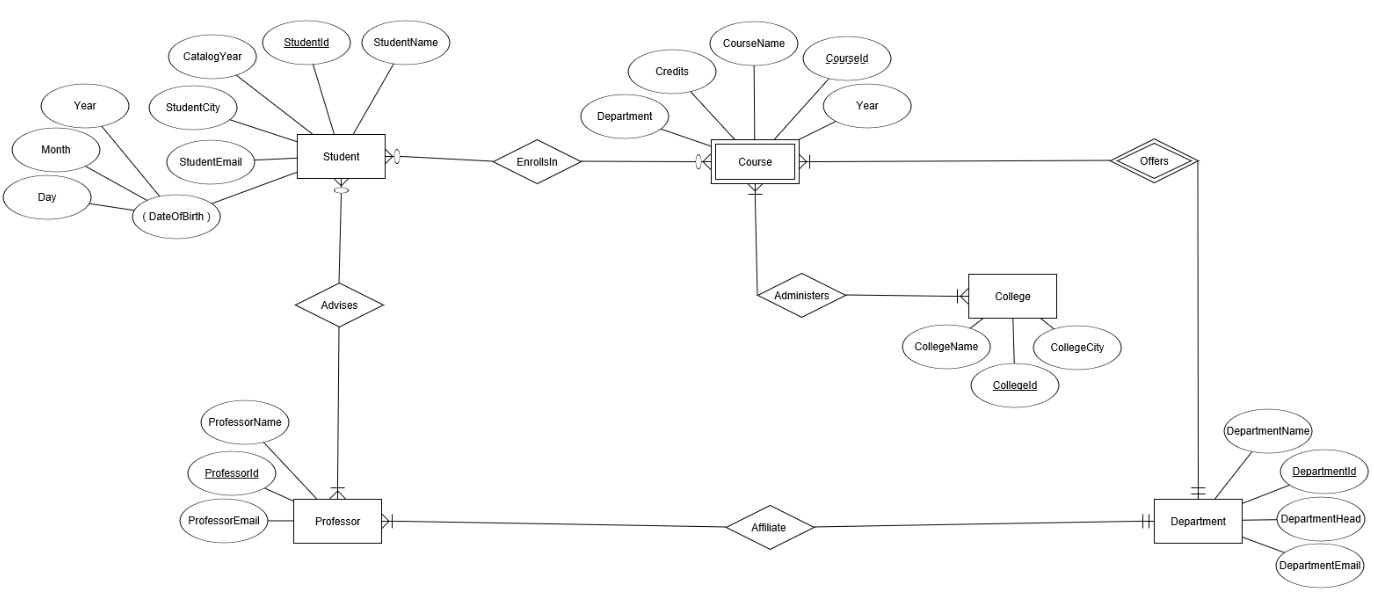 StudentId
StudentName
CatalogYear
Year
StudentCity
Month
StudentEmail
Student
Day
( DateOfBirth )
CourseName
CourseId
Credits
Year
Department
EnrollsIn
Course
Offers
Advises
Administers
College
CollegeName
CollegeCity
CollegeId
ProfessorName
ProfessorId
ProfessorEmail
Professor
Affiliate
DepartmentName
DepartmentId
Department
DepartmentHead
DepartmentEmail